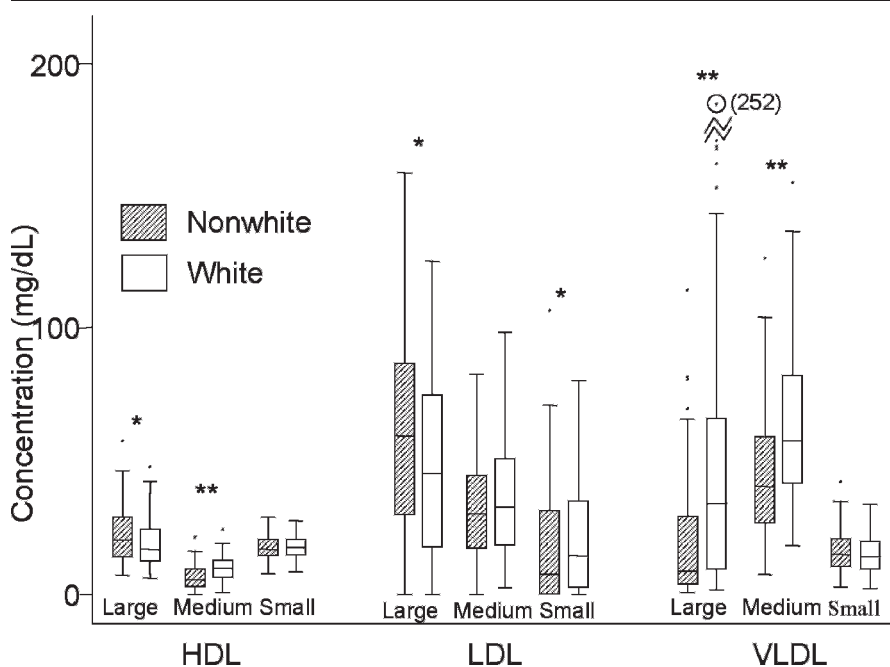 200
**
(252)
*
**
Nonwhite
White
*
100
*
**
Concentration (mg/dL)
0
Large Medium Small Large Medium Small Large Medium Small
HDL LDL VLDL